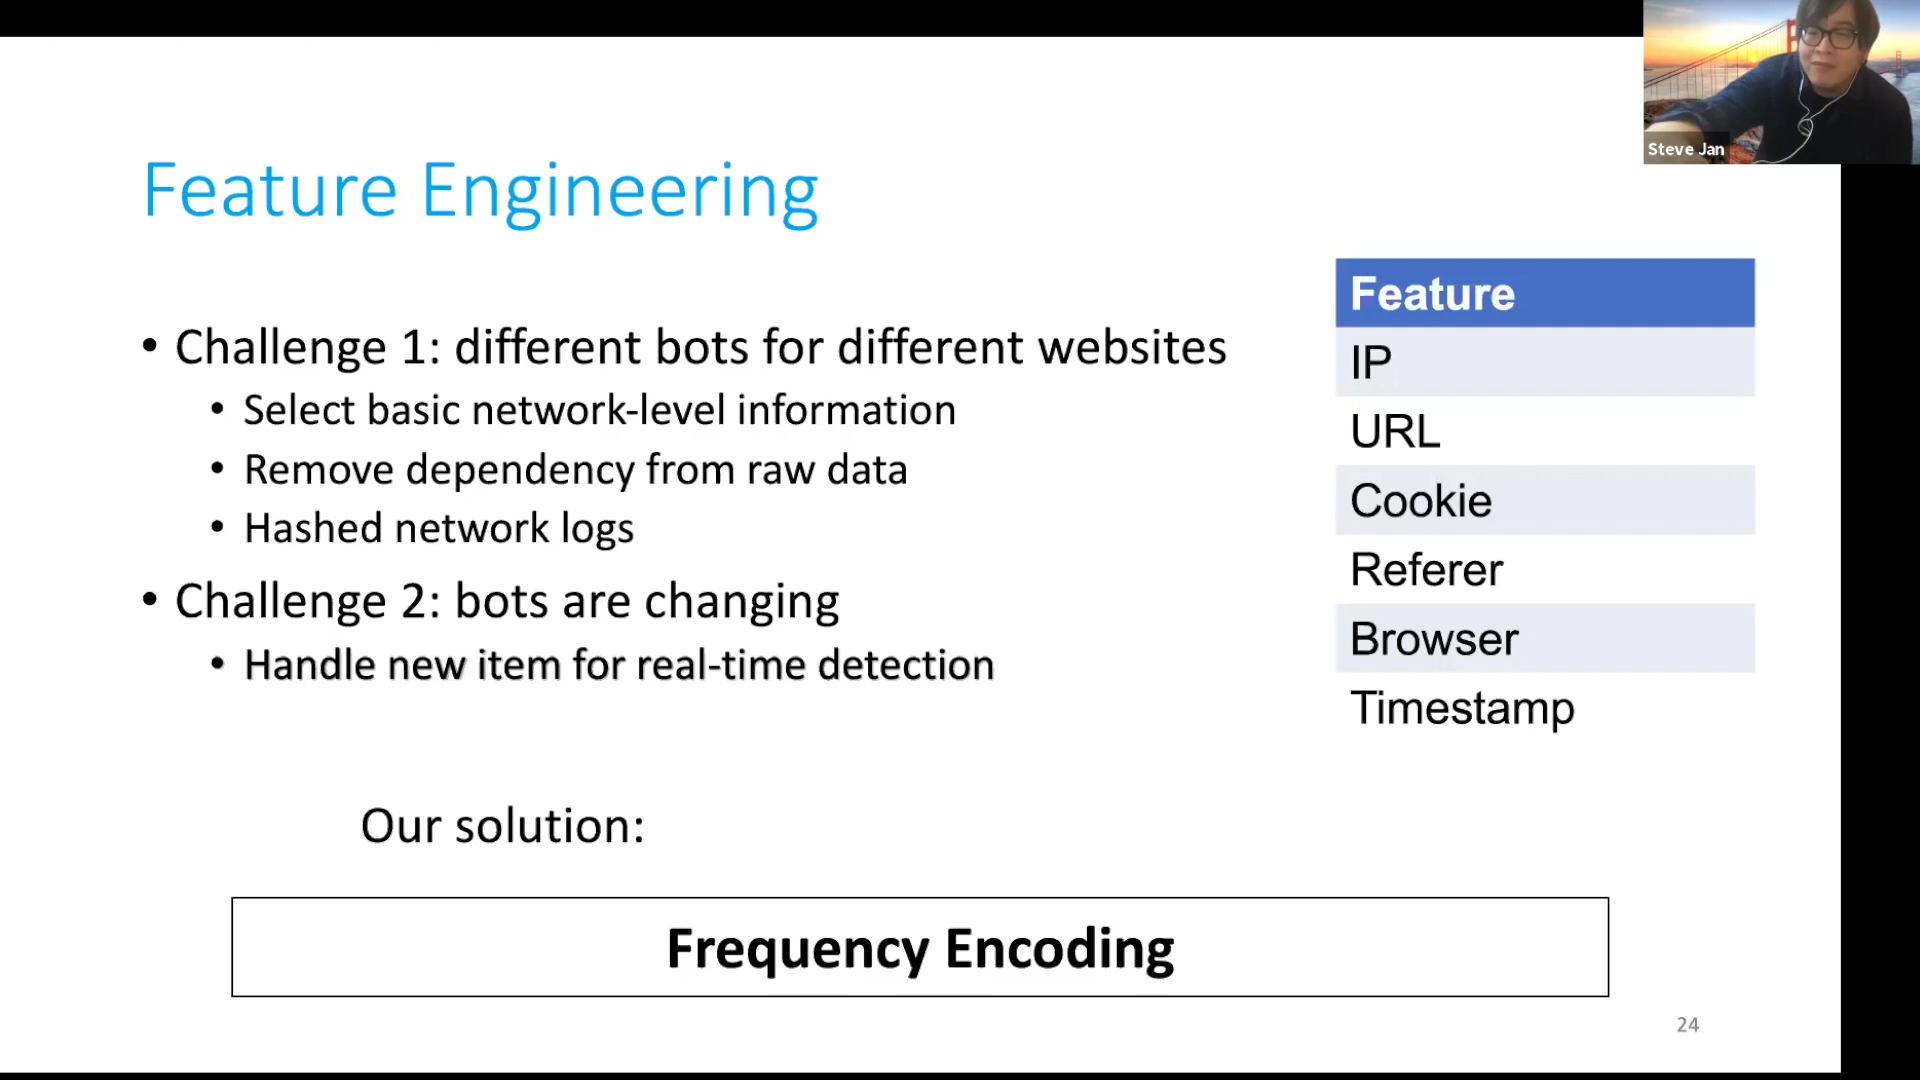 Steve Jan
Feature Engineering
• Challenge 1: different bots for different websites
• Select basic network-level information
• Remove dependency from raw data
• Hashed network logs
• Challenge 2: bots are changing
• Handle new item for real-time detection
Feature
IP
URL
Cookie
Referer
Browser
Timestamp
Our solution:
Frequency Encoding
24